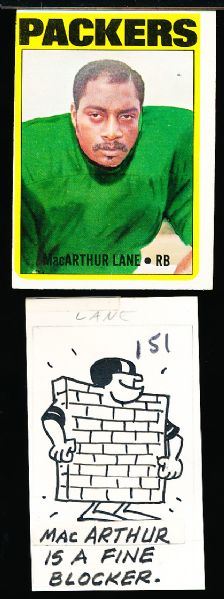 PACKERS
MacARTHUR LANE • RB
LANE
151
MAC ARTHUR
IS A FINE
BLOCKER.